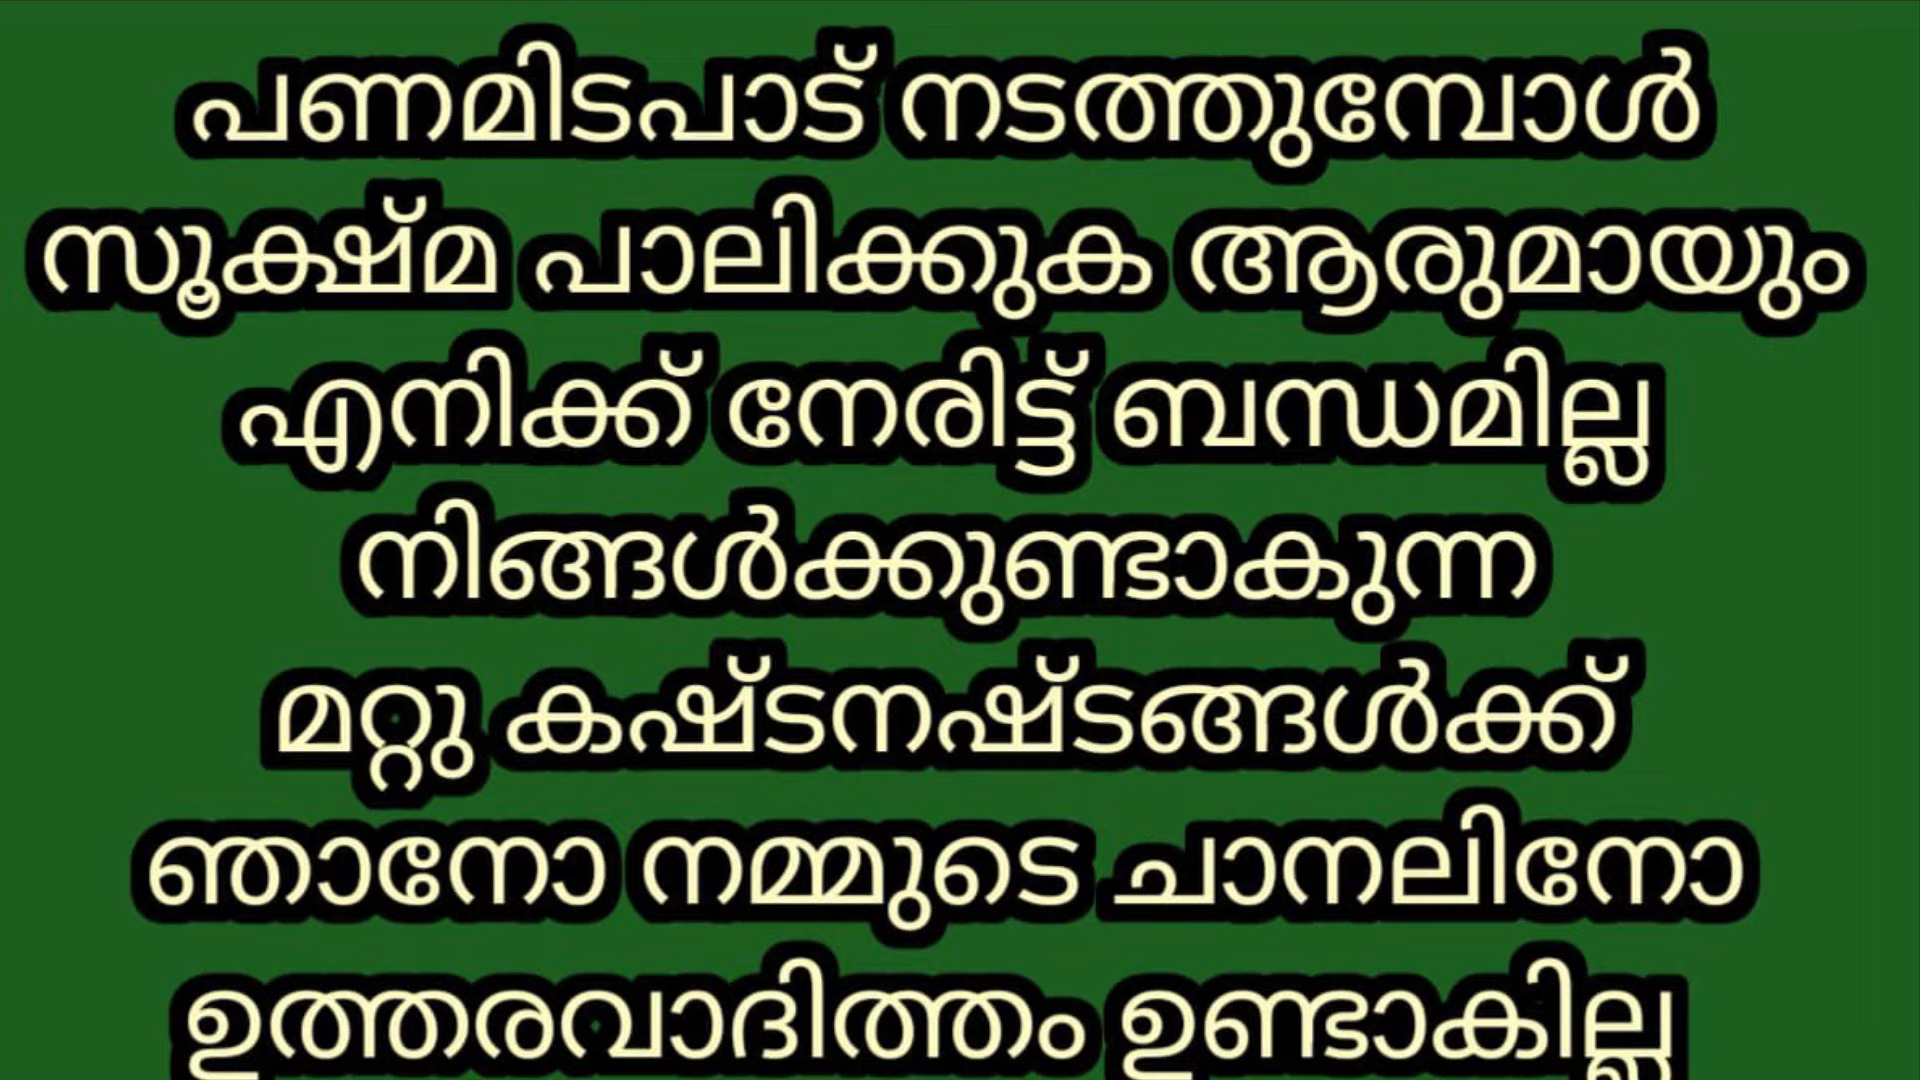 പണമിടപാട് നടത്തുമ്പോൾ
സൂക്ഷ്മ പാലിക്കുക ആരുമായും
എനിക്ക് നേരിട്ട് ബന്ധമില്ല
നിങ്ങൾക്കുണ്ടാകുന്ന
മറ്റു കഷ്ടനഷ്ടങ്ങൾക്ക്
ഞാനോ നമ്മുടെ ചാനലിനോ
ഉത്തരവാദിത്തം ഉണ്ടാകില്ല